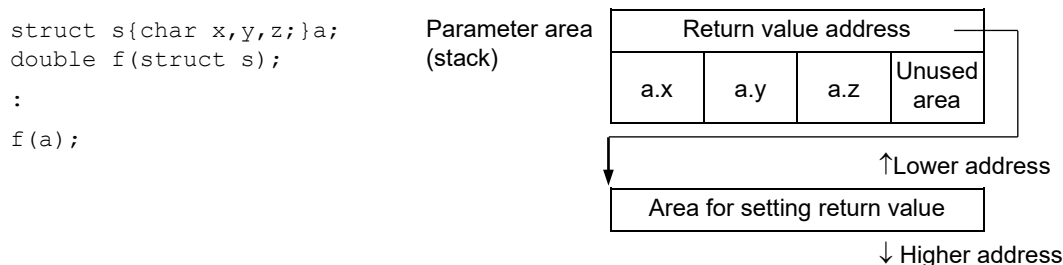 struct s{char x,y,z;}a;
double f(struct s);
:
f(a);
Parameter area
(stack)
Return value address
a.x a.y a.z Unused area
↑Lower address
Area for setting return value
↓ Higher address